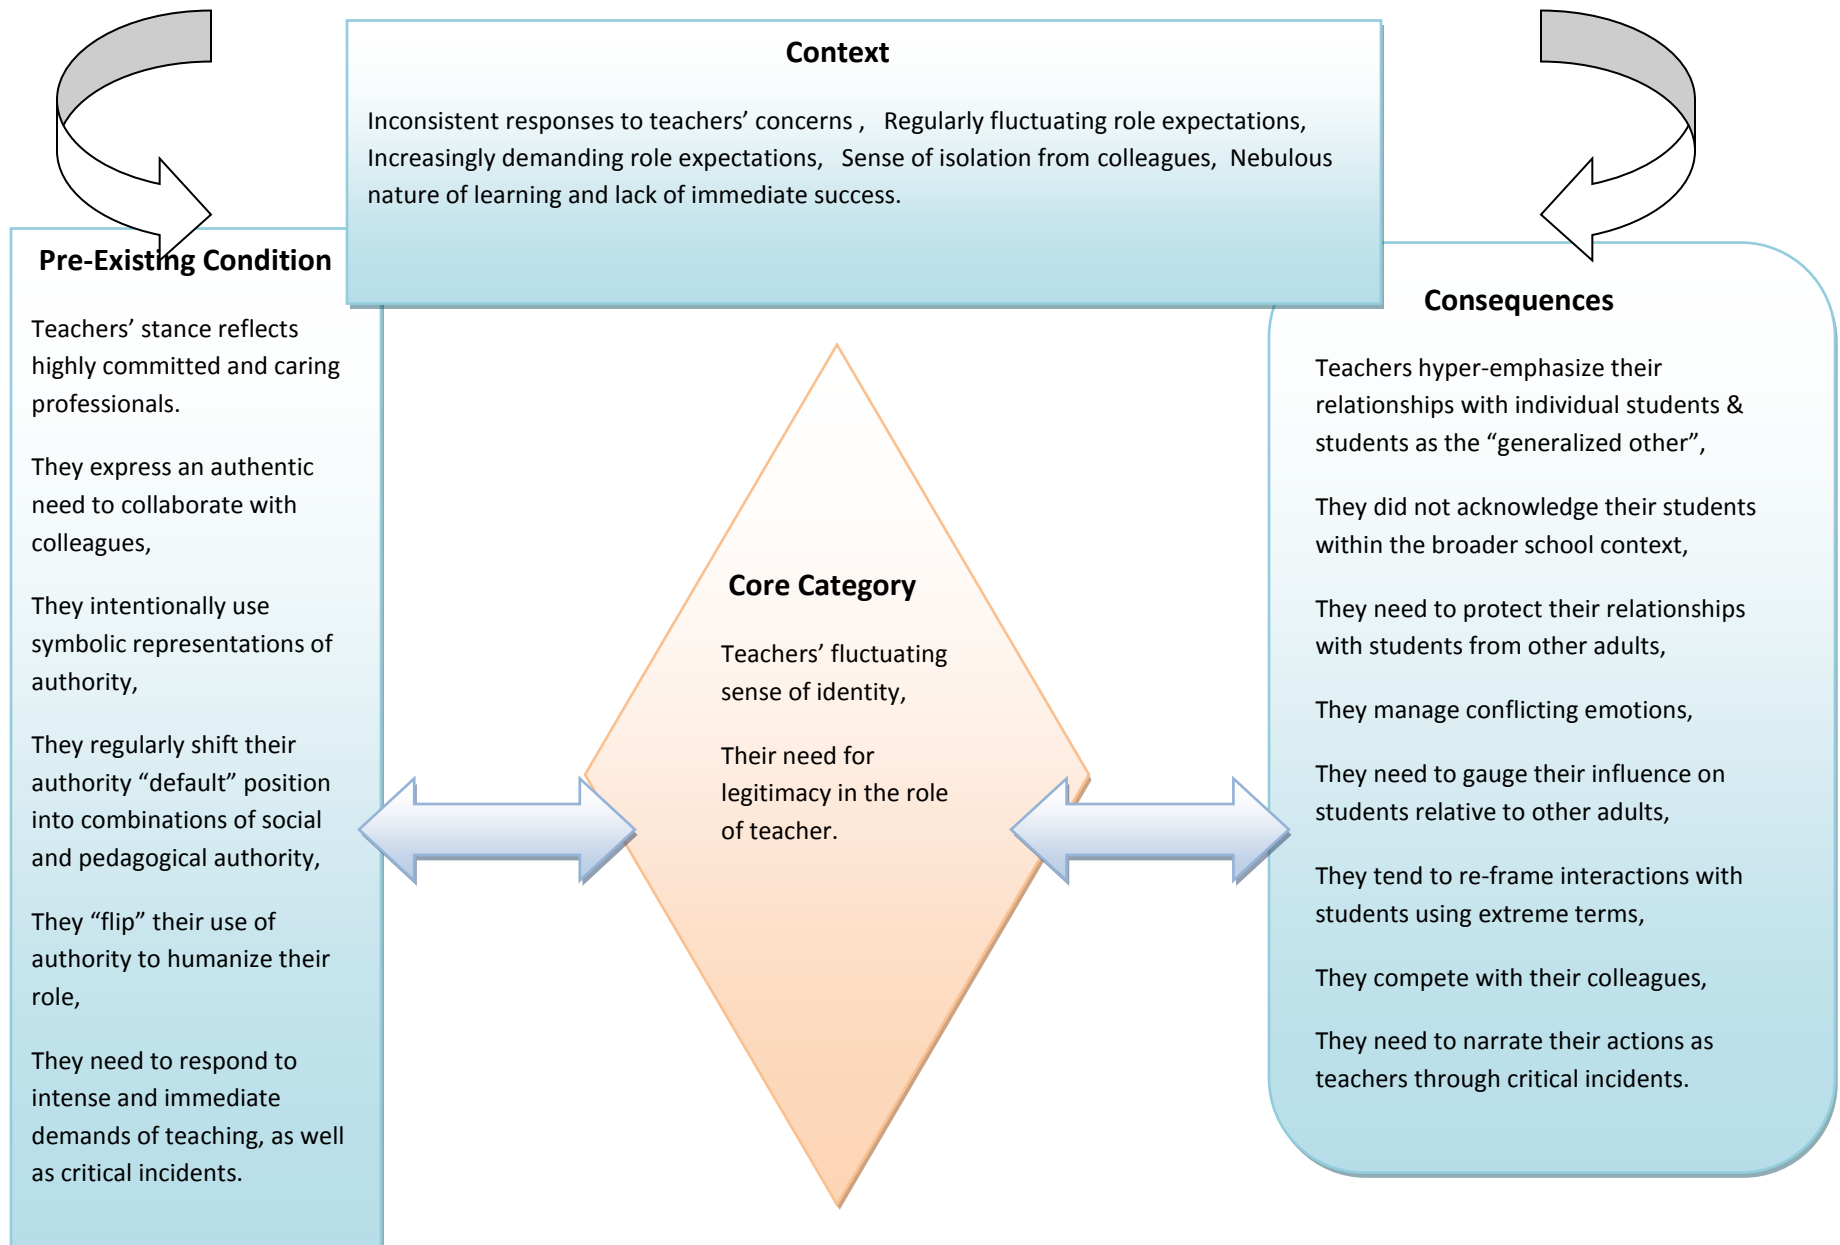 Context
Inconsistent responses to teachers’ concerns ,   Regularly fluctuating role expectations,
Increasingly demanding role expectations,   Sense of isolation from colleagues,  Nebulous
nature of learning and lack of immediate success.
Pre-Existing Condition
Teachers’ stance reflects
highly committed and caring
professionals.
They express an authentic
need to collaborate with
colleagues,
They intentionally use
symbolic representations of
authority,
They regularly shift their
authority “default” position
into combinations of social
and pedagogical authority,
They “flip” their use of
authority to humanize their
role,
They need to respond to
intense and immediate
demands of teaching, as well
as critical incidents.
Core Category
Teachers’ fluctuating
sense of identity,
Their need for
legitimacy in the role
of teacher.
Consequences
Teachers hyper-emphasize their
relationships with individual students &
students as the “generalized other”,
They did not acknowledge their students
within the broader school context,
They need to protect their relationships
with students from other adults,
They manage conflicting emotions,
They need to gauge their influence on
students relative to other adults,
They tend to re-frame interactions with
students using extreme terms,
They compete with their colleagues,
They need to narrate their actions as
teachers through critical incidents.